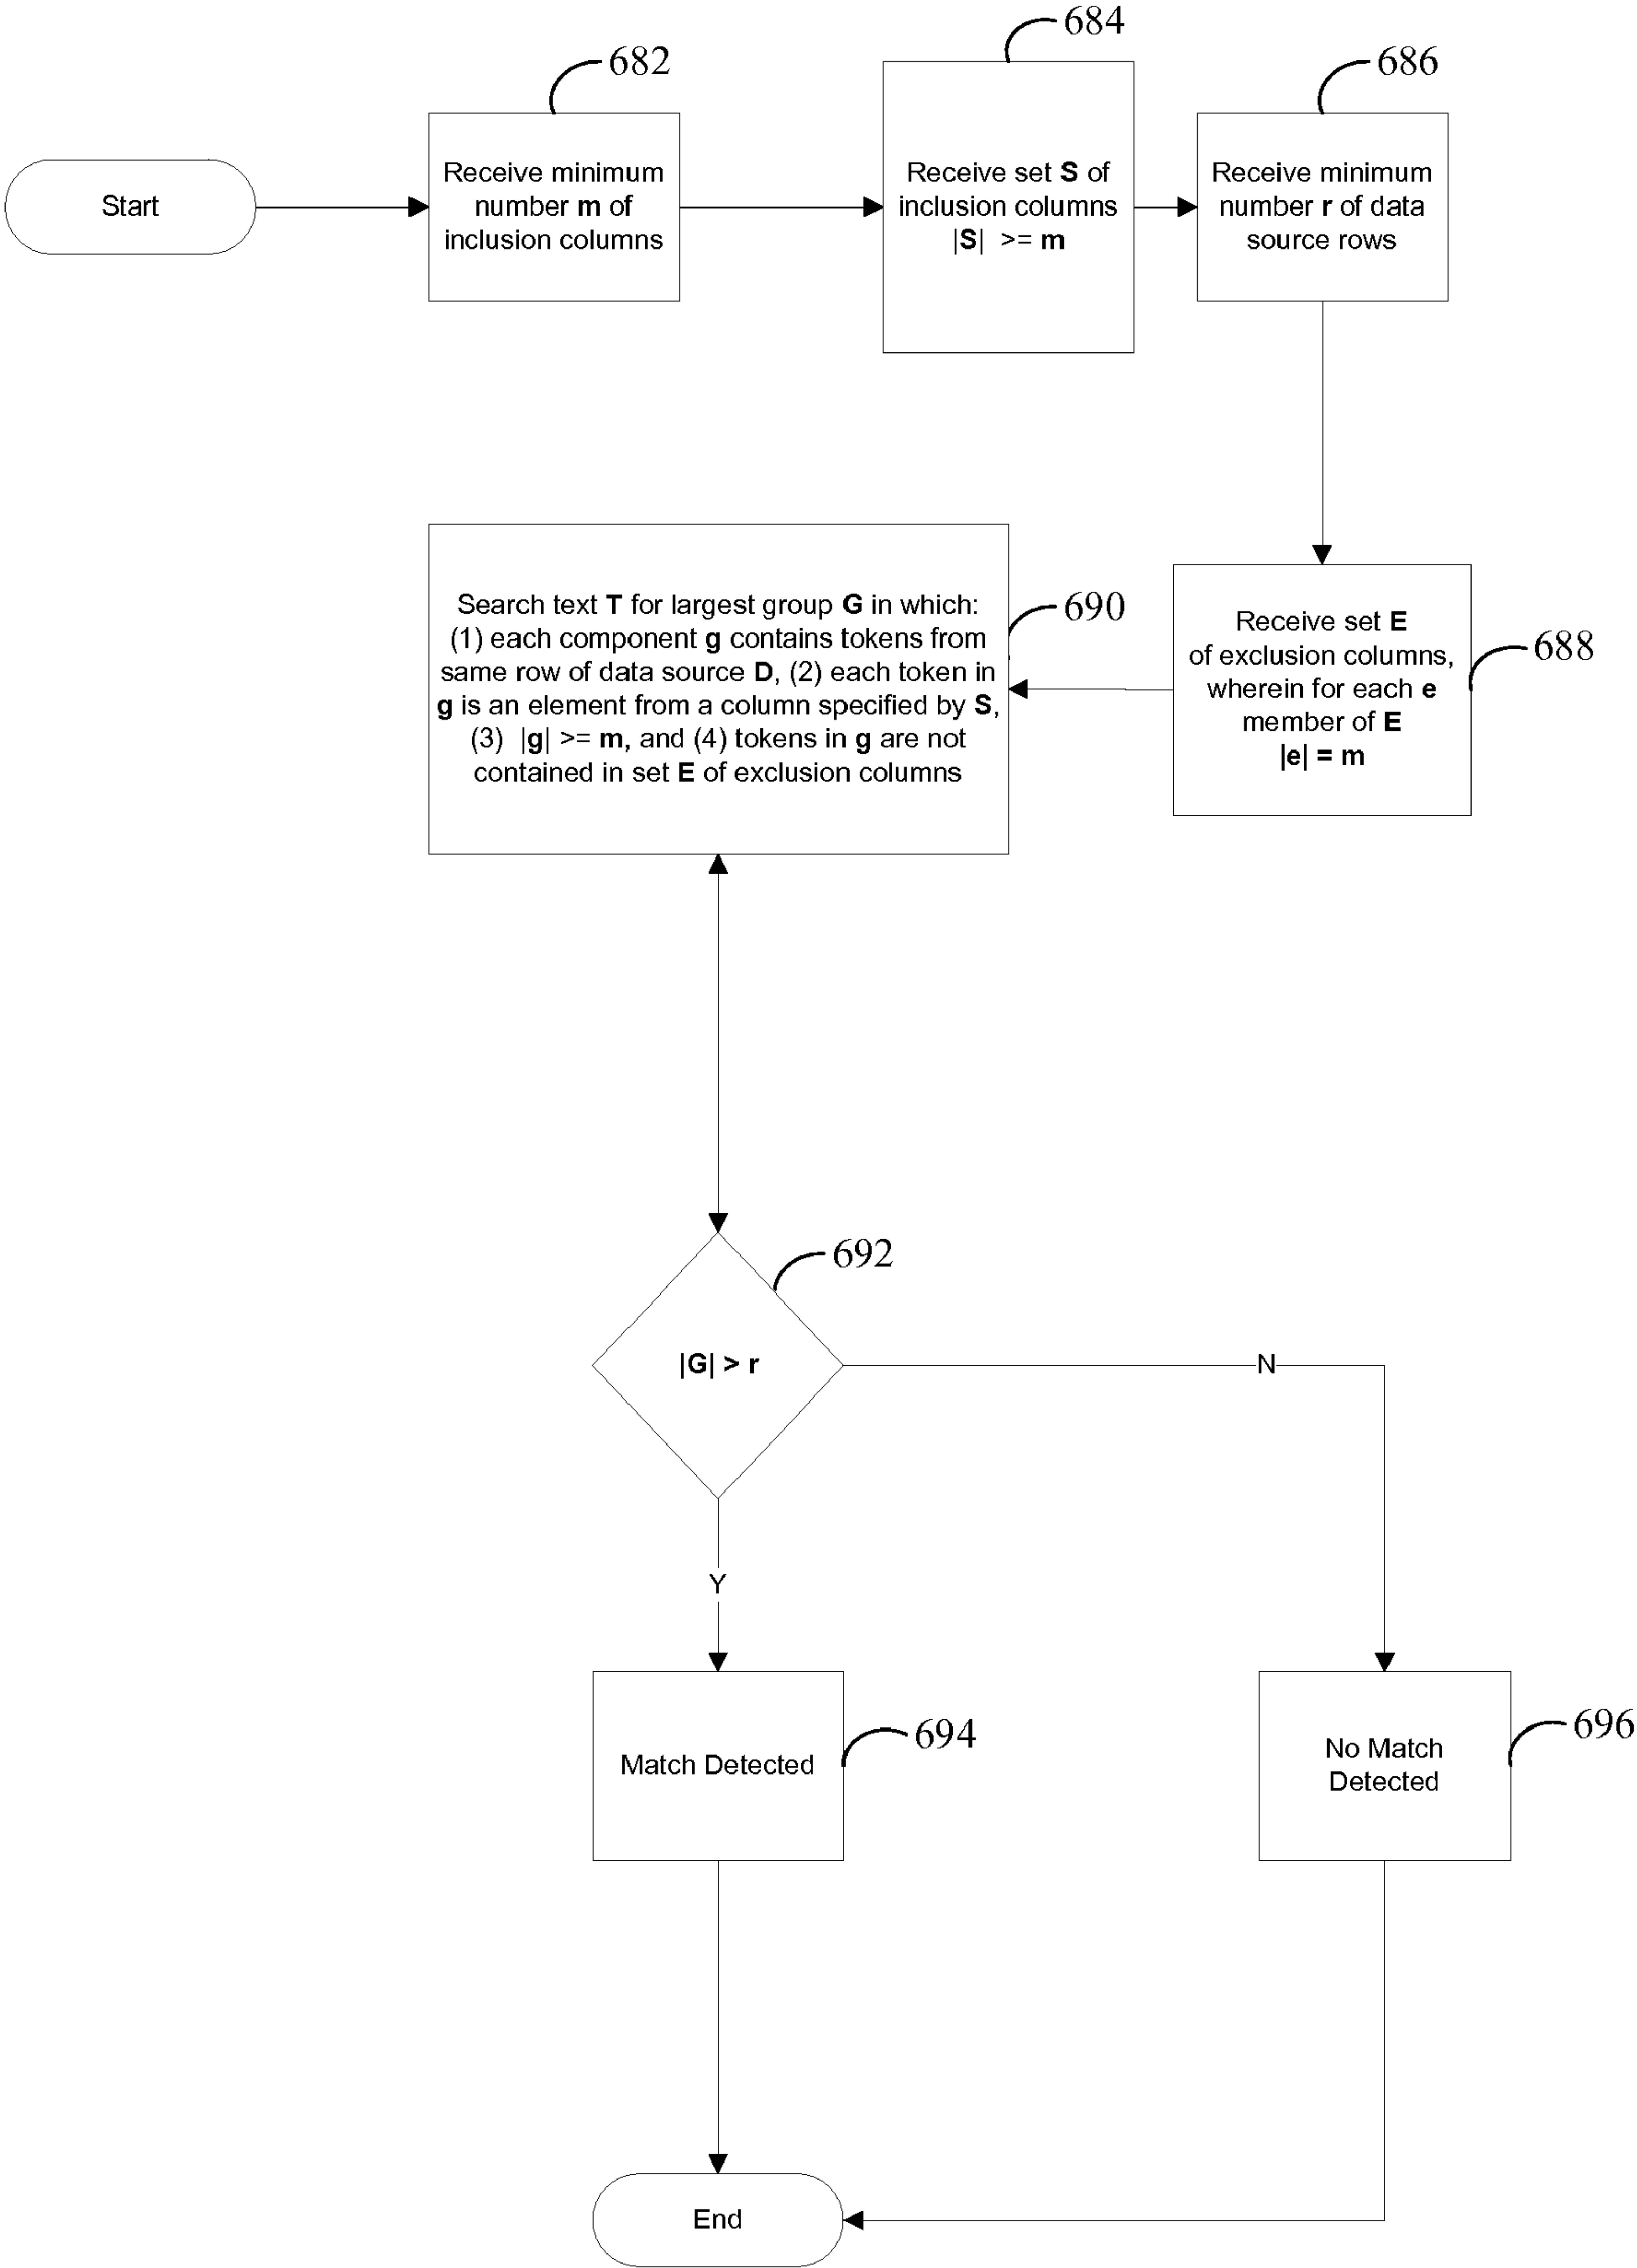 682
684
686
Start
Receive minimum
number m of
inclusion columns
Receive set S of
inclusion columns
|S| >= m
Receive minimum
number r of data
source rows
Search text T for largest group G in which:
(1) each component g contains tokens from
same row of data source D, (2) each token in
g is an element from a column specified by S,
(3) |g| >= m, and (4) tokens in g are not
contained in set E of exclusion columns
690
Receive set E
of exclusion columns,
wherein for each e
member of E
|e| = m
688
692
|G| > r
N
Y
Match Detected
694
No Match
Detected
696
End